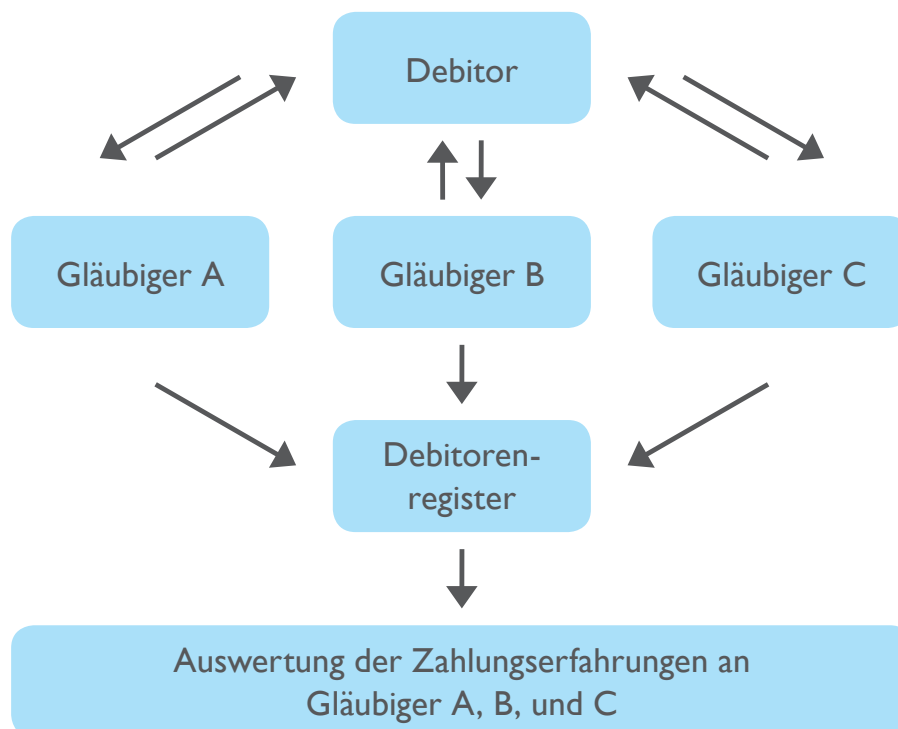 Debitor
Gläubiger A
Gläubiger B
Gläubiger C
Debitoren-
register
Auswertung der Zahlungserfahrungen an
Gläubiger A, B, und C